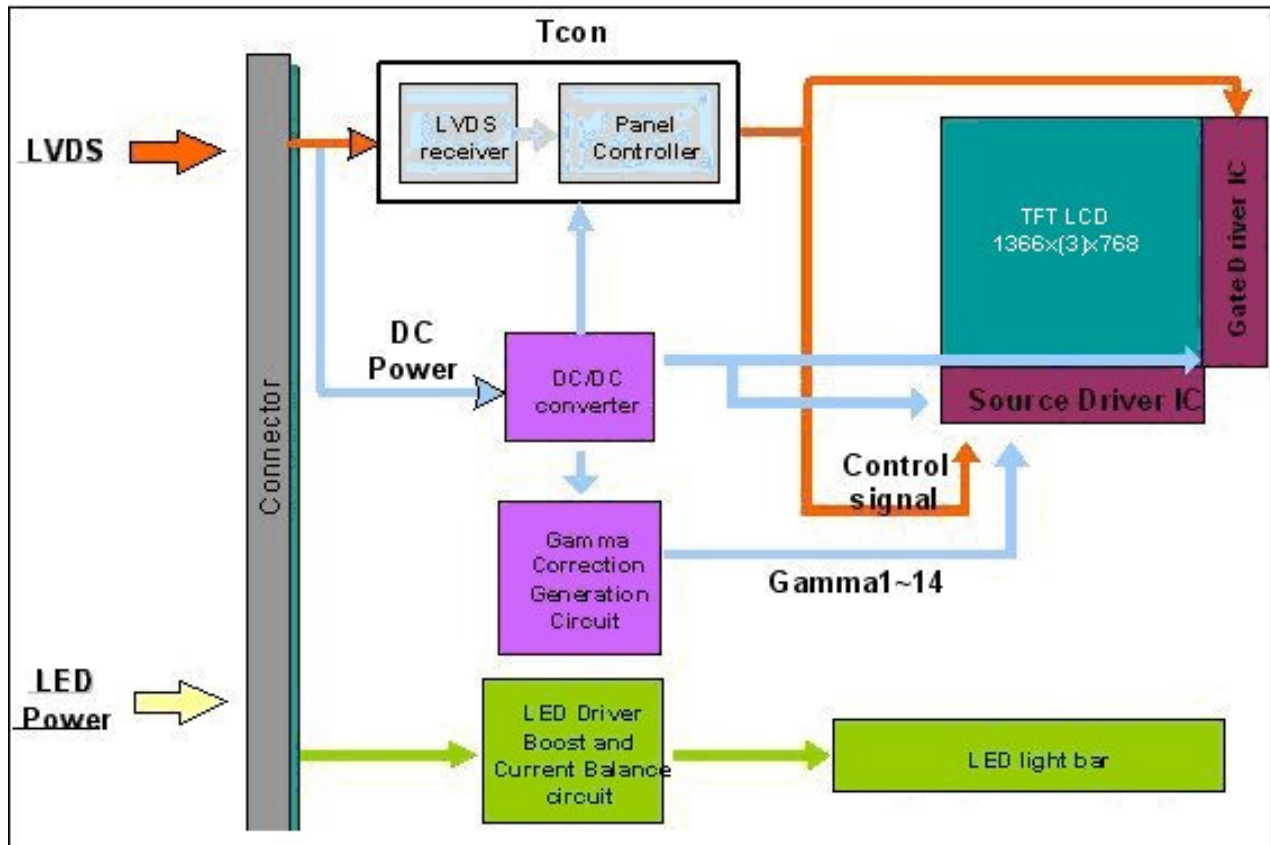 Tcon
LVDS
LVDS
receiver
Panel
Controller
TFT LCD
1366x(3)x768
Gate Driver IC
DC
Power
DC/DC
converter
Source Driver IC
Connector
Control
signal
Gamma
Correction
Generation
Circuit
Gamma1~14
LED
Power
LED Driver
Boost and
Current Balance
circuit
LED light bar